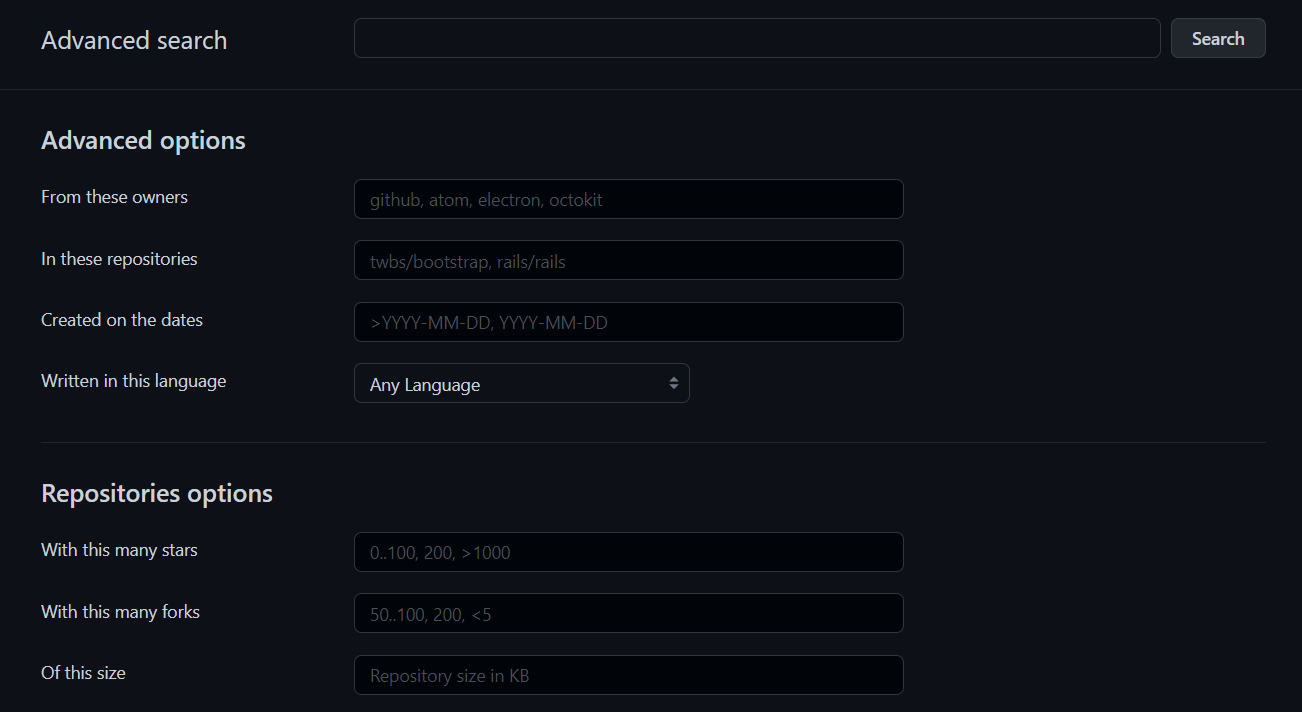 Advanced search
Search
Advanced options
From these owners
github, atom, electron, octokit
In these repositories
twbs/bootstrap, rails/rails
Created on the dates
>YYYY-MM-DD, YYYY-MM-DD
Written in this language
Any Language
Repositories options
With this many stars
0..100, 200, >1000
With this many forks
50..100, 200, <5
Of this size
Repository size in KB